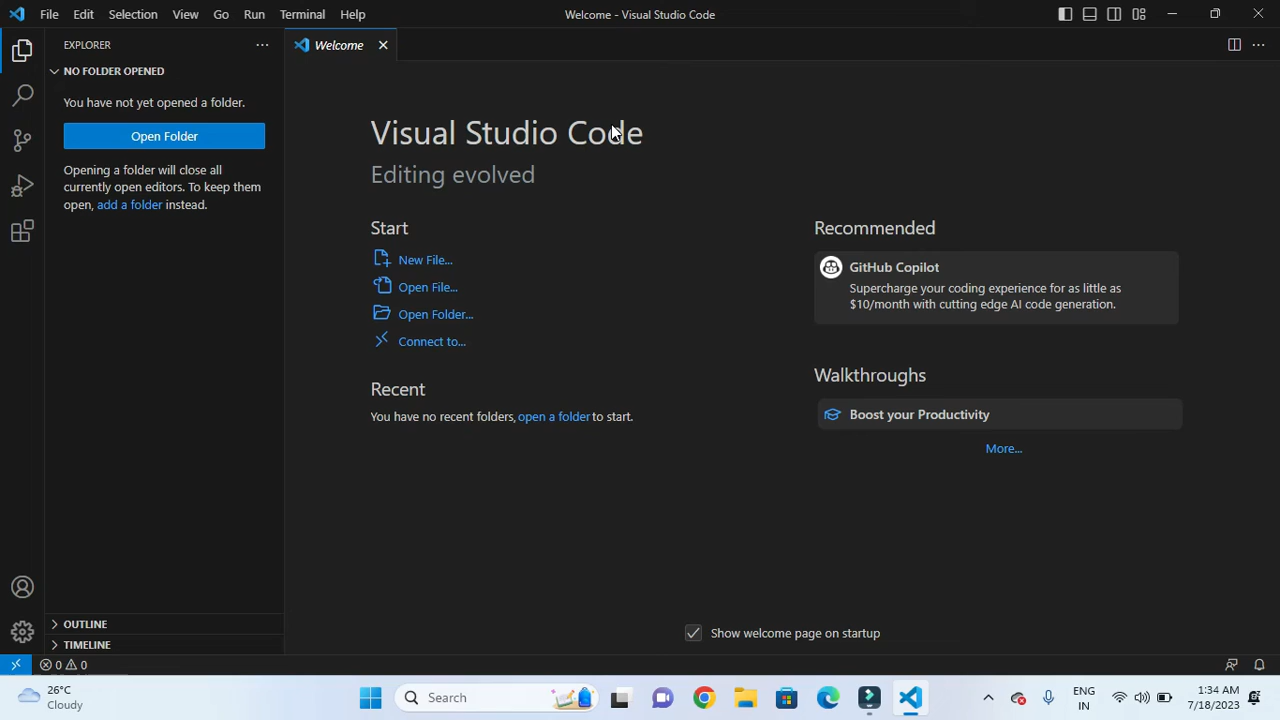 File Edit Selection View Go Run Terminal Help
Welcome - Visual Studio Code
EXPLORER
Welcome
NO FOLDER OPENED
You have not yet opened a folder.
Open Folder
Opening a folder will close all
currently open editors. To keep them
open, add a folder instead.
OUTLINE
TIMELINE
Visual Studio Code
Editing evolved
Start
New File...
Open File...
Open Folder...
Connect to...
Recent
You have no recent folders, open a folder to start.
Recommended
GitHub Copilot
Supercharge your coding experience for as little as
$10/month with cutting edge AI code generation.
Walkthroughs
Boost your Productivity
More...
Show welcome page on startup
0 0
26°C
Cloudy
Search
ENG
IN
1:34 AM
7/18/2023